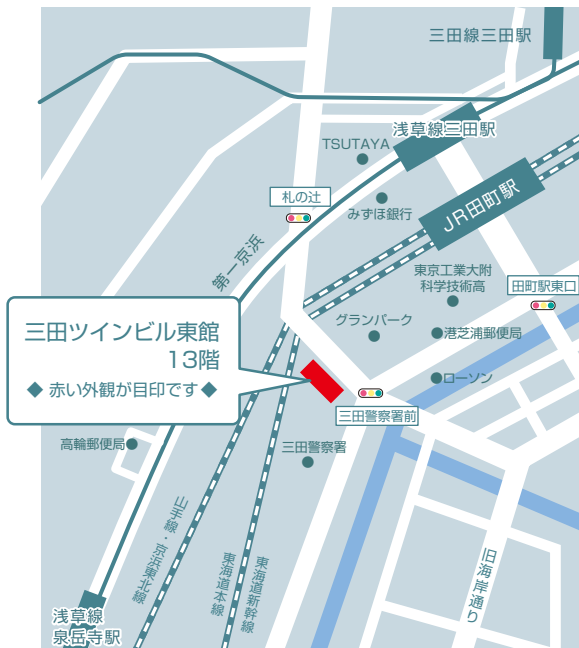 三田線三田駅
浅草線三田駅
TSUTAYA
札の辻
みずほ銀行
JR田町駅
第一京浜
東京工業大附
科学技術高
田町駅東口
グランパーク
港芝浦郵便局
三田ツインビル東館
13階
◆ 赤い外観が目印です◆
ローソン
三田警察署前
高輪郵便局
三田警察署
山手線・京浜東北線
東海道本線
東海道新幹線
旧海岸通り
浅草線
泉岳寺駅